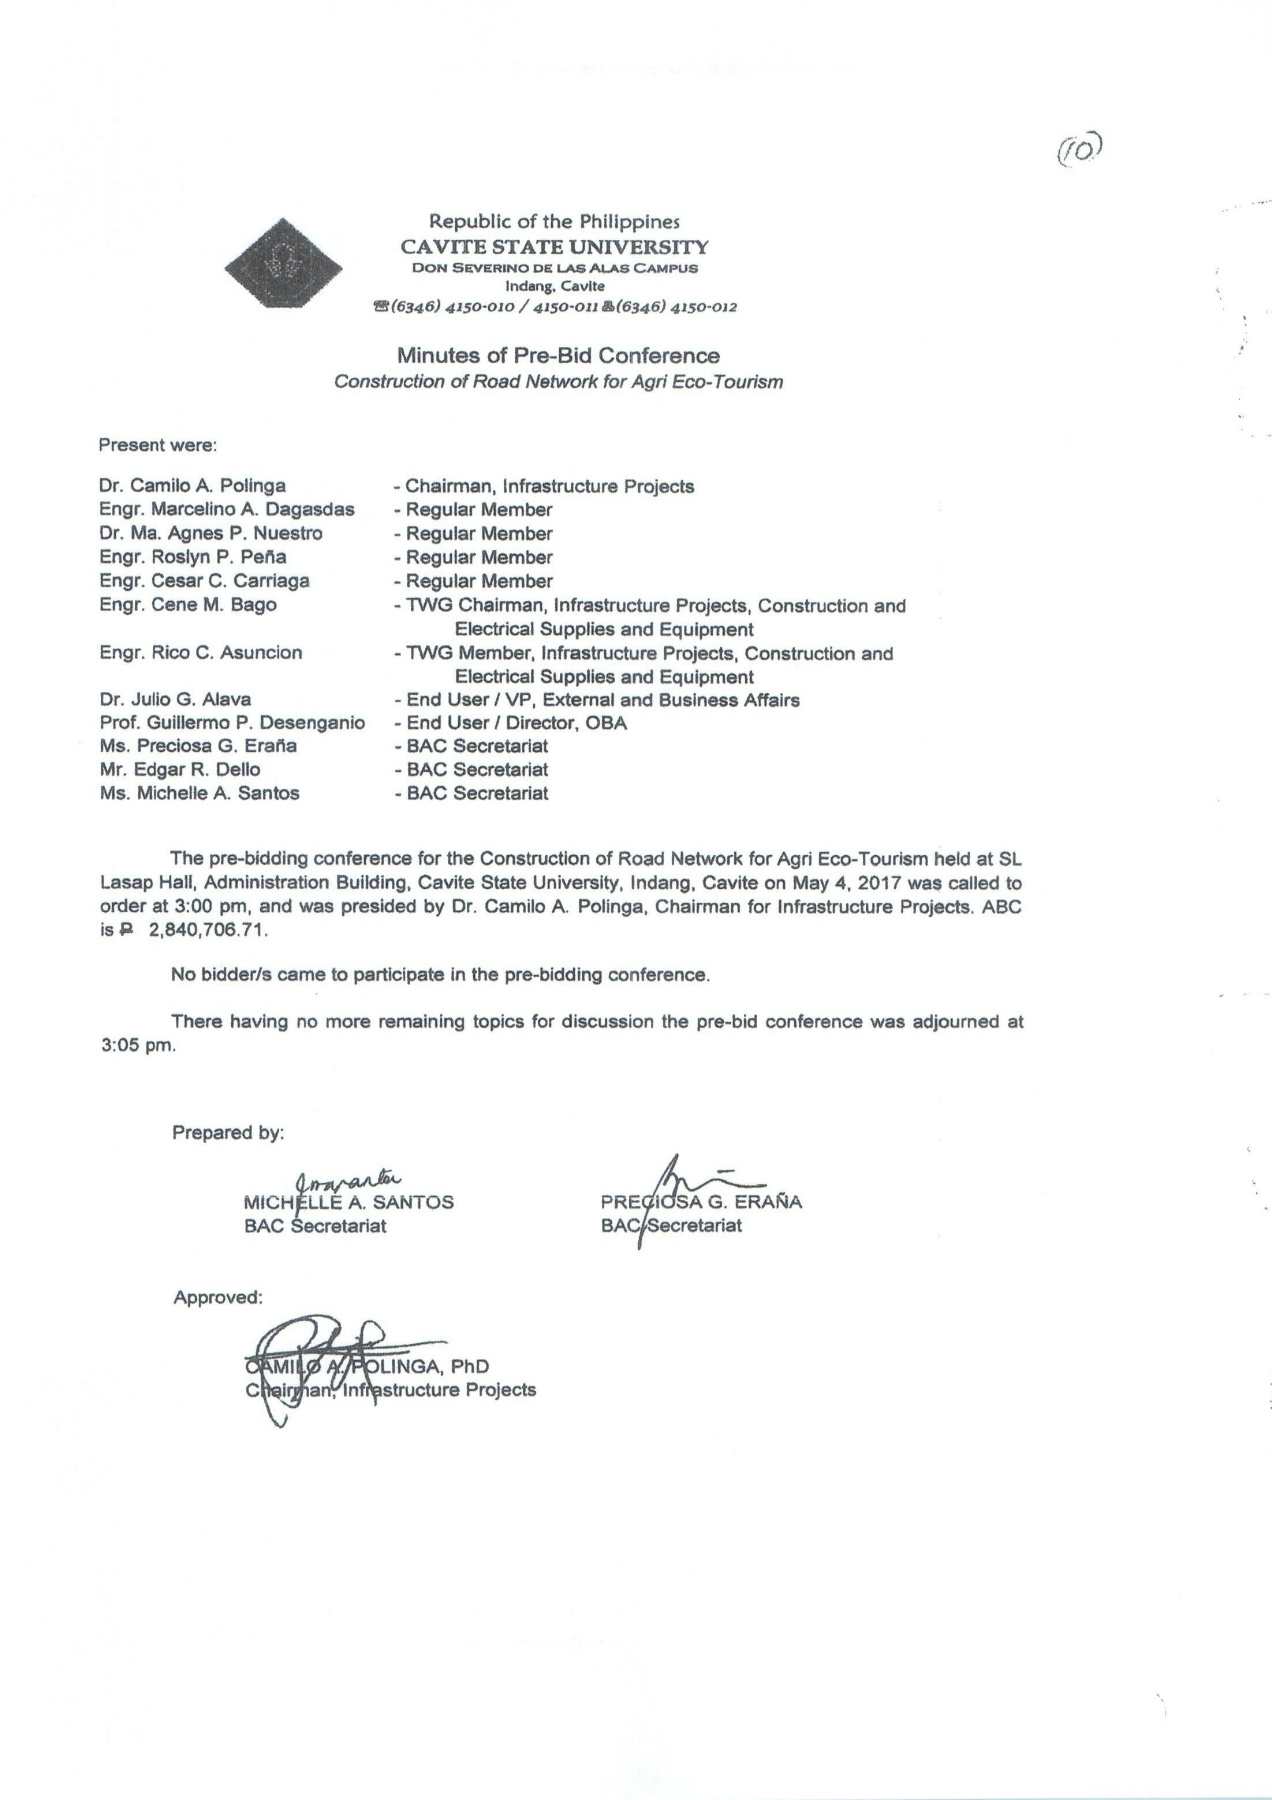 (10)
Republic of the Philippines
CAVITE STATE UNIVERSITY
DON SEVERINO DE LAS ALAS CAMPUS
Indang, Cavite
☎(6346) 4150-010 / 4150-011 🖷(6346) 4150-012
Minutes of Pre-Bid Conference
Construction of Road Network for Agri Eco-Tourism
Present were:
Dr. Camilo A. Polinga - Chairman, Infrastructure Projects
Engr. Marcelino A. Dagasdas - Regular Member
Dr. Ma. Agnes P. Nuestro - Regular Member
Engr. Roslyn P. Peña - Regular Member
Engr. Cesar C. Carriaga - Regular Member
Engr. Cene M. Bago - TWG Chairman, Infrastructure Projects, Construction and
Electrical Supplies and Equipment
Engr. Rico C. Asuncion - TWG Member, Infrastructure Projects, Construction and
Electrical Supplies and Equipment
Dr. Julio G. Alava - End User / VP, External and Business Affairs
Prof. Guillermo P. Desenganio - End User / Director, OBA
Ms. Preciosa G. Eraña - BAC Secretariat
Mr. Edgar R. Dello - BAC Secretariat
Ms. Michelle A. Santos - BAC Secretariat
The pre-bidding conference for the Construction of Road Network for Agri Eco-Tourism held at SL
Lasap Hall, Administration Building, Cavite State University, Indang, Cavite on May 4, 2017 was called to
order at 3:00 pm, and was presided by Dr. Camilo A. Polinga, Chairman for Infrastructure Projects. ABC
is ₱ 2,840,706.71.
No bidder/s came to participate in the pre-bidding conference.
There having no more remaining topics for discussion the pre-bid conference was adjourned at
3:05 pm.
Prepared by:
MICHELLE A. SANTOS PRECIOSA G. ERAÑA
BAC Secretariat BAC Secretariat
Approved:
CAMILO A. POLINGA, PhD
Chairman, Infrastructure Projects